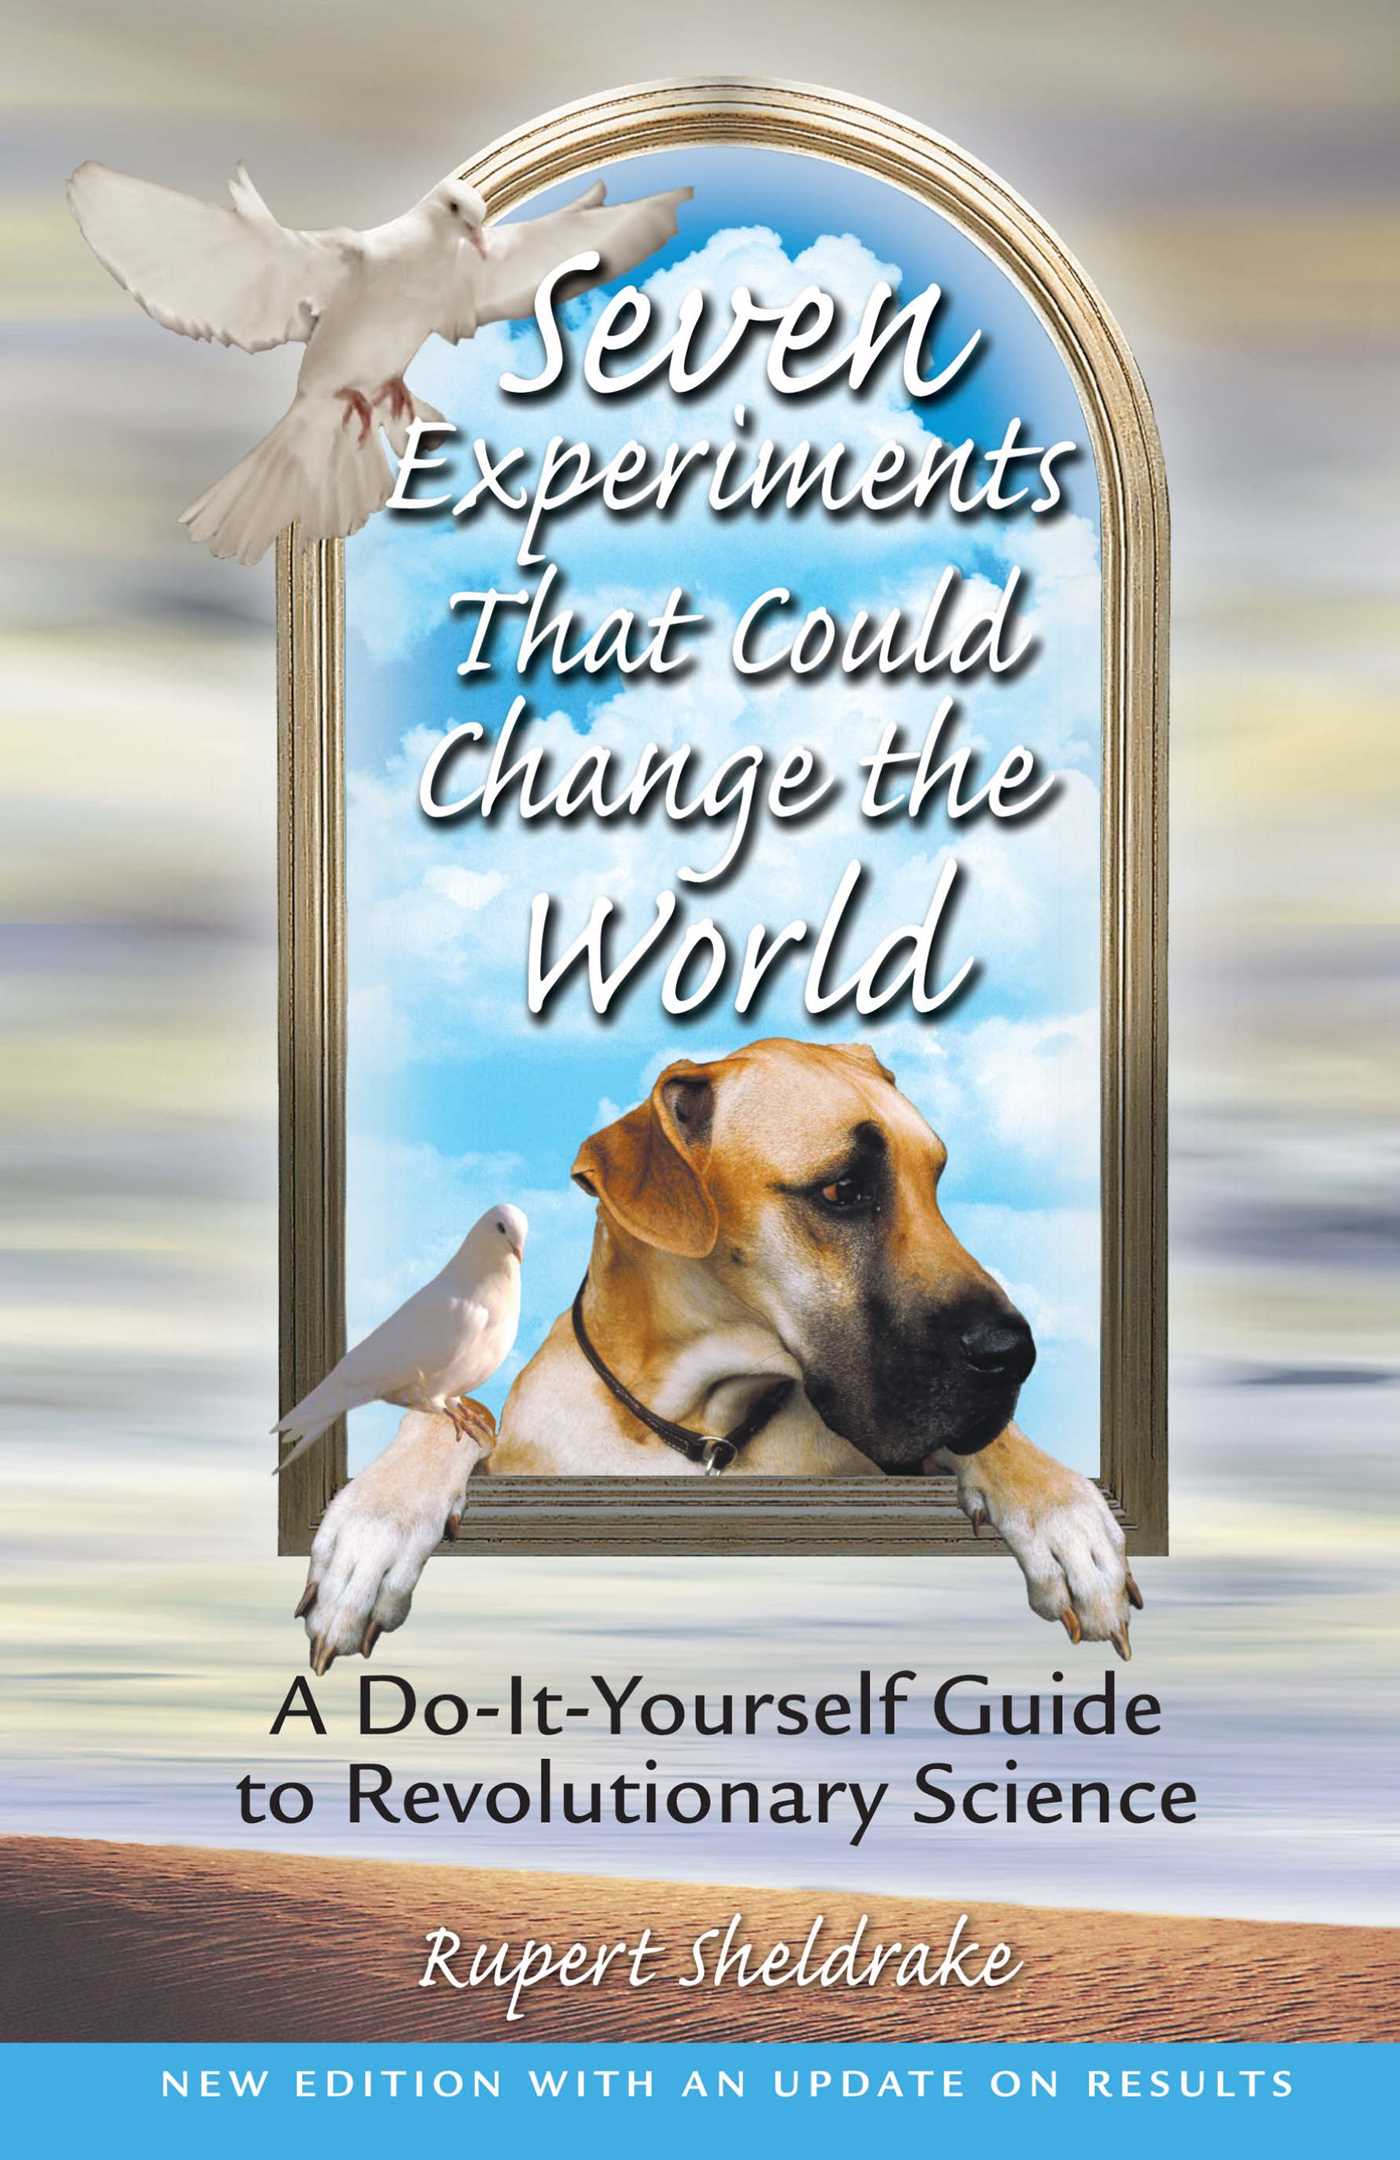 Seven
Experiments
That Could
Change the
World
A Do-It-Yourself Guide
to Revolutionary Science
Rupert Sheldrake
NEW EDITION WITH AN UPDATE ON RESULTS